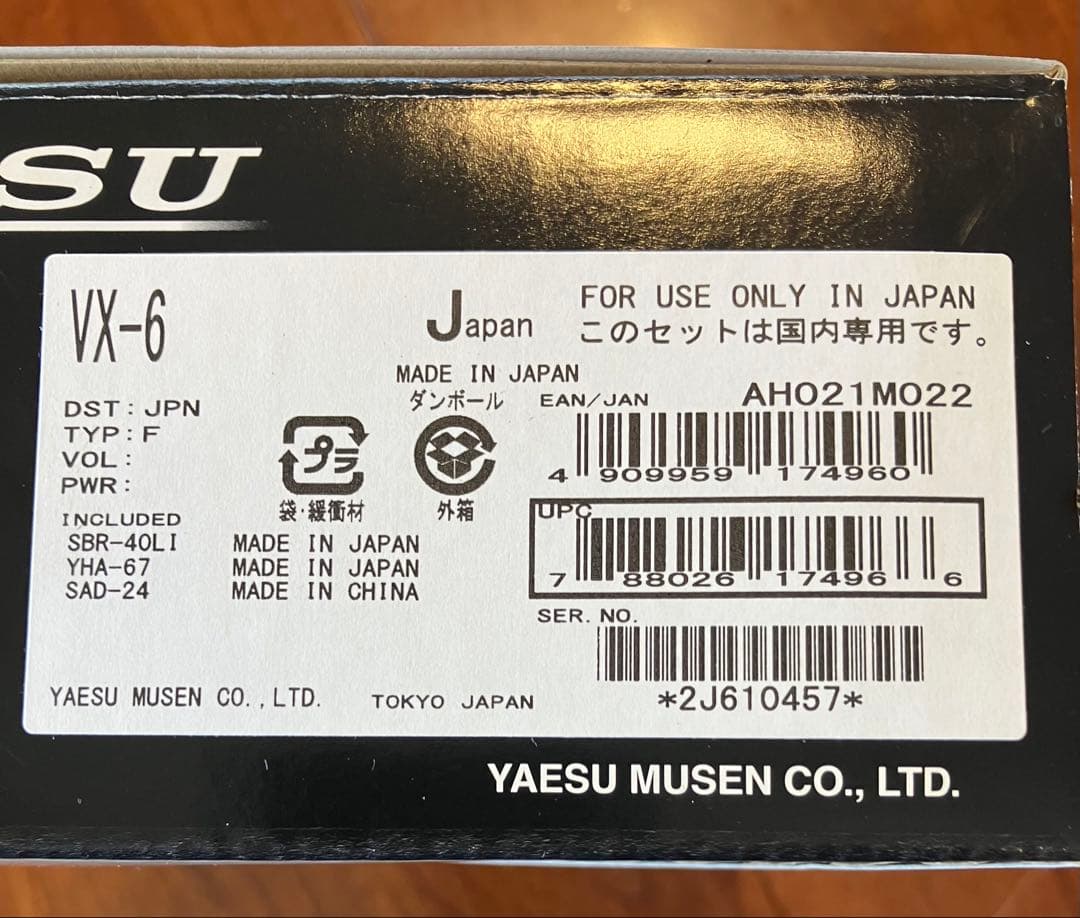 SU
VX-6
Japan
FOR USE ONLY IN JAPAN
このセットは国内専用です。
MADE IN JAPAN
DST: JPN
TYP: F
VOL:
PWR:
プラ
袋・緩衝材
ダンボール
外箱
EAN/JAN
AH021M022
4 909959 174960
UPC
7 88026 17496 6
INCLUDED
SBR-40LI MADE IN JAPAN
YHA-67 MADE IN JAPAN
SAD-24 MADE IN CHINA
SER. NO.
*2J610457*
YAESU MUSEN CO.,LTD. TOKYO JAPAN
YAESU MUSEN CO., LTD.